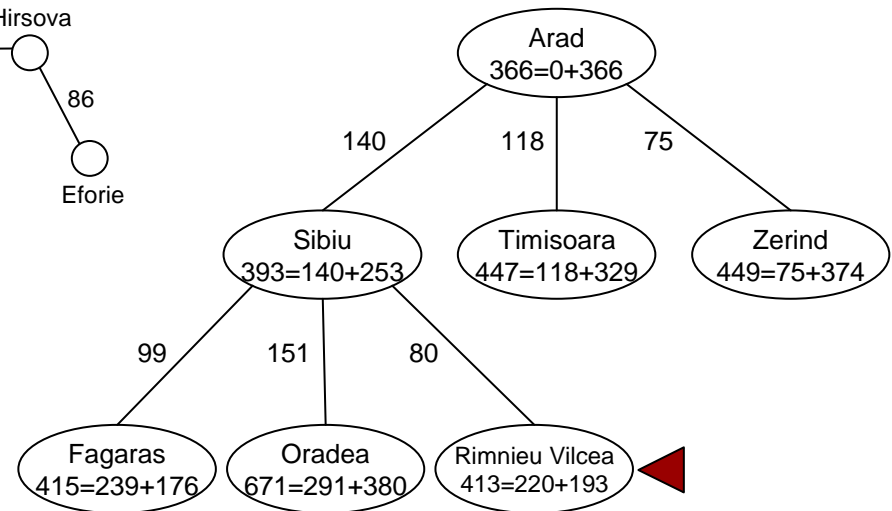 Hirsova
86
Eforie
Arad
366=0+366
140
118
75
Sibiu
393=140+253
Timisoara
447=118+329
Zerind
449=75+374
99
151
80
Fagaras
415=239+176
Oradea
671=291+380
Rimnieu Vilcea
413=220+193